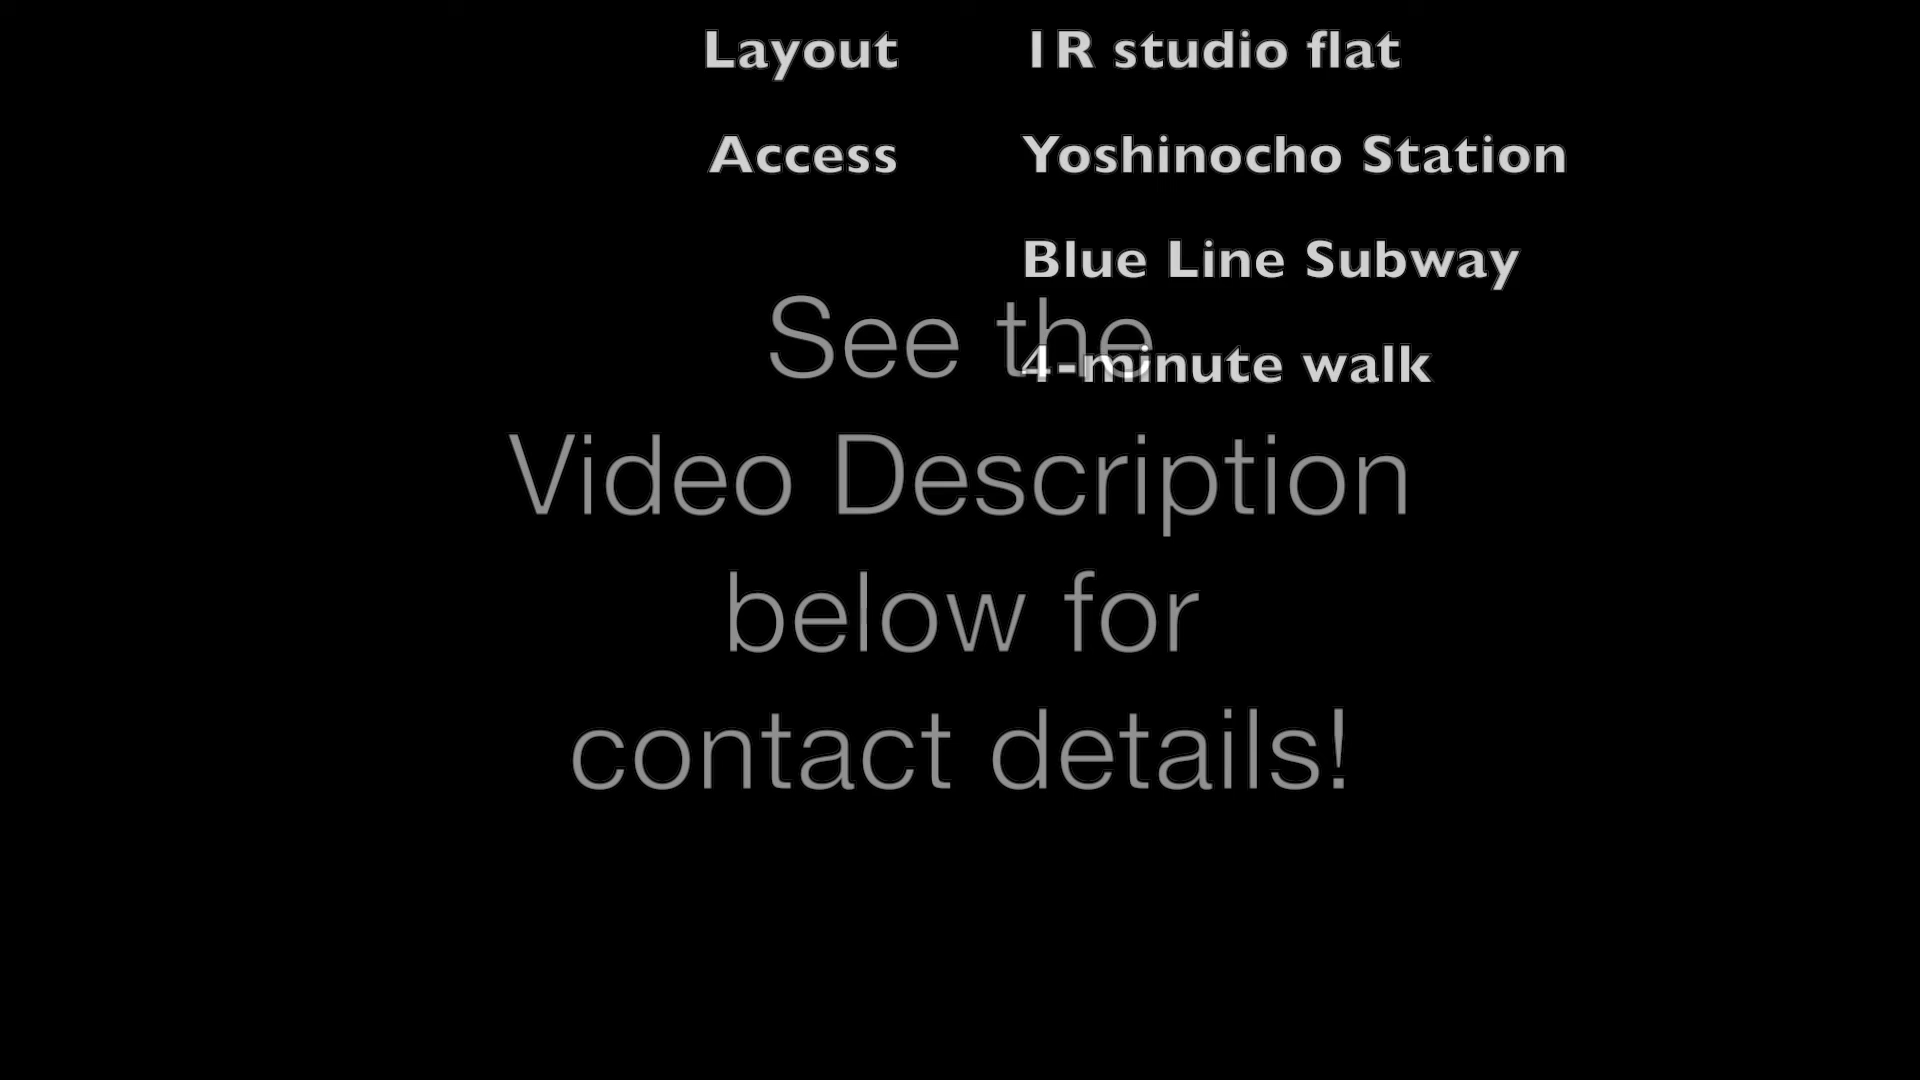 Layout 1R studio flat
Access Yoshinocho Station
Blue Line Subway
4-minute walk
See the
Video Description
below for
contact details!